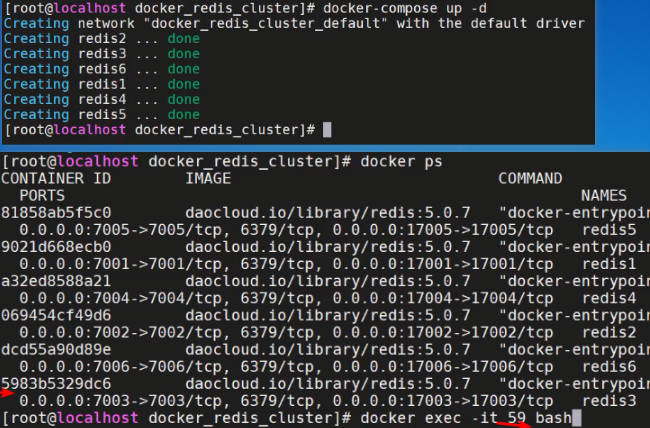 [root@localhost docker_redis_cluster]# docker-compose up -d
Creating network "docker_redis_cluster_default" with the default driver
Creating redis2 ... done
Creating redis3 ... done
Creating redis6 ... done
Creating redis1 ... done
Creating redis4 ... done
Creating redis5 ... done
[root@localhost docker_redis_cluster]#
[root@localhost docker_redis_cluster]# docker ps
CONTAINER ID IMAGE COMMAND
PORTS NAMES
81858ab5f5c0 daocloud.io/library/redis:5.0.7 "docker-entrypoin
0.0.0.0:7005->7005/tcp, 6379/tcp, 0.0.0.0:17005->17005/tcp redis5
9021d668ecb0 daocloud.io/library/redis:5.0.7 "docker-entrypoin
0.0.0.0:7001->7001/tcp, 6379/tcp, 0.0.0.0:17001->17001/tcp redis1
a32ed8588a21 daocloud.io/library/redis:5.0.7 "docker-entrypoin
0.0.0.0:7004->7004/tcp, 6379/tcp, 0.0.0.0:17004->17004/tcp redis4
069454cf49d6 daocloud.io/library/redis:5.0.7 "docker-entrypoin
0.0.0.0:7002->7002/tcp, 6379/tcp, 0.0.0.0:17002->17002/tcp redis2
dcd55a90d89e daocloud.io/library/redis:5.0.7 "docker-entrypoin
0.0.0.0:7006->7006/tcp, 6379/tcp, 0.0.0.0:17006->17006/tcp redis6
5983b5329dc6 daocloud.io/library/redis:5.0.7 "docker-entrypoin
0.0.0.0:7003->7003/tcp, 6379/tcp, 0.0.0.0:17003->17003/tcp redis3
[root@localhost docker_redis_cluster]# docker exec -it 59 bash